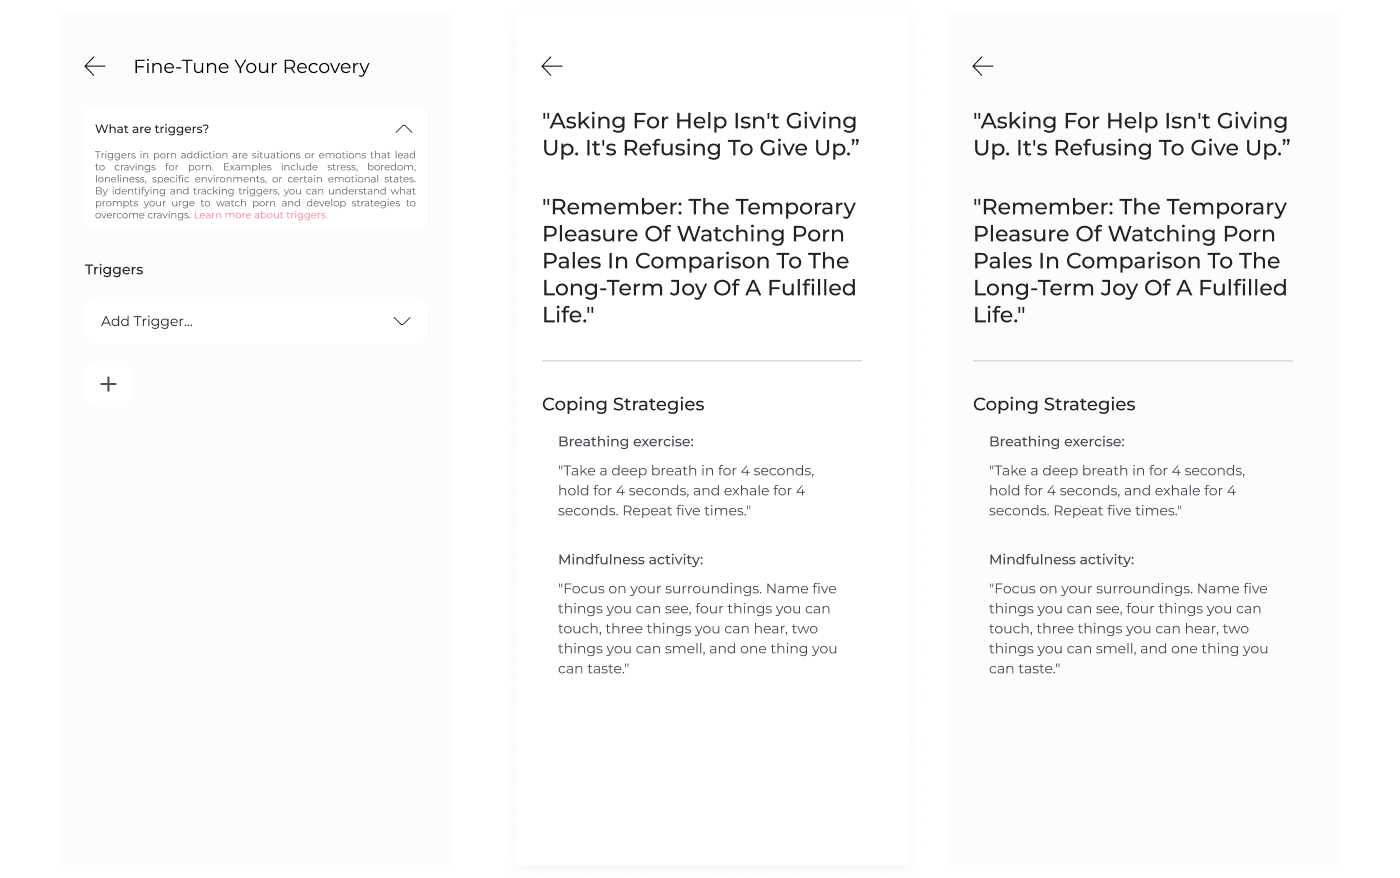 Fine-Tune Your Recovery
What are triggers?
Triggers in porn addiction are situations or emotions that lead
to cravings for porn. Examples include stress, boredom,
loneliness, specific environments, or certain emotional states.
By identifying and tracking triggers, you can understand what
prompts your urge to watch porn and develop strategies to
overcome cravings. Learn more about triggers.
Triggers
Add Trigger...
+
"Asking For Help Isn't Giving
Up. It's Refusing To Give Up.”
"Remember: The Temporary
Pleasure Of Watching Porn
Pales In Comparison To The
Long-Term Joy Of A Fulfilled
Life."
Coping Strategies
Breathing exercise:
"Take a deep breath in for 4 seconds,
hold for 4 seconds, and exhale for 4
seconds. Repeat five times."
Mindfulness activity:
"Focus on your surroundings. Name five
things you can see, four things you can
touch, three things you can hear, two
things you can smell, and one thing you
can taste."
"Asking For Help Isn't Giving
Up. It's Refusing To Give Up.”
"Remember: The Temporary
Pleasure Of Watching Porn
Pales In Comparison To The
Long-Term Joy Of A Fulfilled
Life."
Coping Strategies
Breathing exercise:
"Take a deep breath in for 4 seconds,
hold for 4 seconds, and exhale for 4
seconds. Repeat five times."
Mindfulness activity:
"Focus on your surroundings. Name five
things you can see, four things you can
touch, three things you can hear, two
things you can smell, and one thing you
can taste."